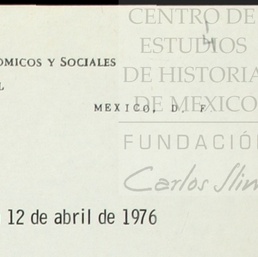 CENTRO DE
ESTUDIOS
OMICOS Y SOCIALES
DE HISTORIA
L
MEXICO, D. F
DE MEXICO
FUNDACIÓN
Carlos Slim
12 de abril de 1976